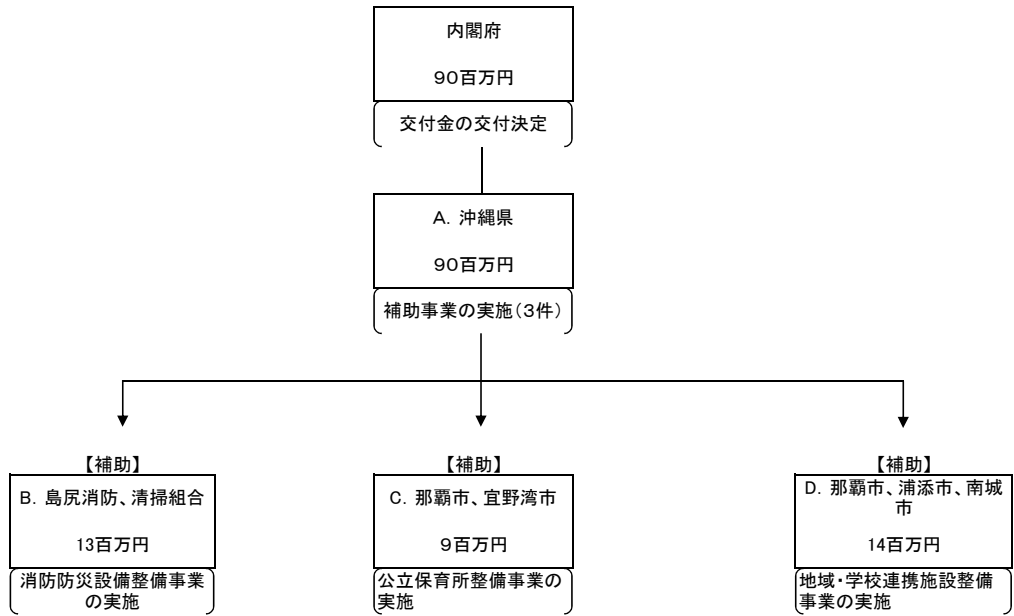 内閣府
90百万円
交付金の交付決定
A．沖縄県
90百万円
補助事業の実施（3件）
【補助】
B．島尻消防、清掃組合
13百万円
消防防災設備整備事業
の実施
【補助】
C．那覇市、宜野湾市
9百万円
公立保育所整備事業の
実施
【補助】
D．那覇市、浦添市、南城
市
14百万円
地域・学校連携施設整備
事業の実施